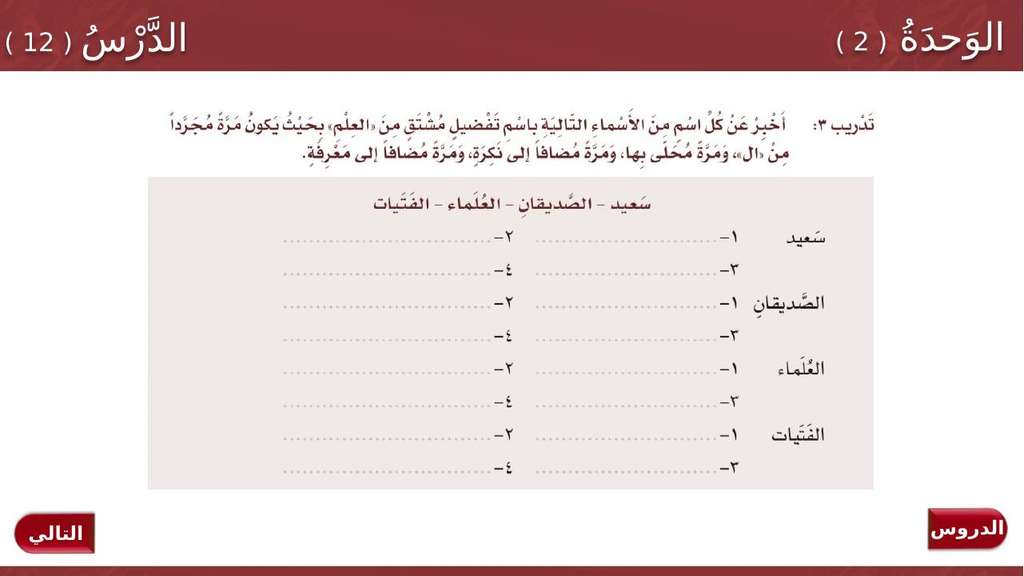 الوَحدَةُ ( 2 )
الدَّرْسُ ( 12 )
تَدْريب ٣: أَخْبِرْ عَنْ كُلِّ اسْمٍ مِنَ الأَسْماءِ التَّالِيَةِ بِاسْمِ تَفْضيلٍ مُشْتَقٍ مِنَ «العِلْمِ» بِحَيْثُ يَكونُ مَرَّةً مُجَرَّداً
مِنْ «ال»، وَمَرَّةً مُحَلَّى بِها، وَمَرَّةً مُضافاً إلى نَكِرَةٍ، وَمَرَّةً مُضافاً إلى مَعْرِفَةٍ.
سَعيد – الصَّديقانِ – العُلَماء – الفَتَيات
سَعيد ١– ........................ ٢– ........................
٣– ........................ ٤– ........................
الصَّديقانِ ١– ........................ ٢– ........................
٣– ........................ ٤– ........................
العُلَماء ١– ........................ ٢– ........................
٣– ........................ ٤– ........................
الفَتَيات ١– ........................ ٢– ........................
٣– ........................ ٤– ........................
الدروس
التالي